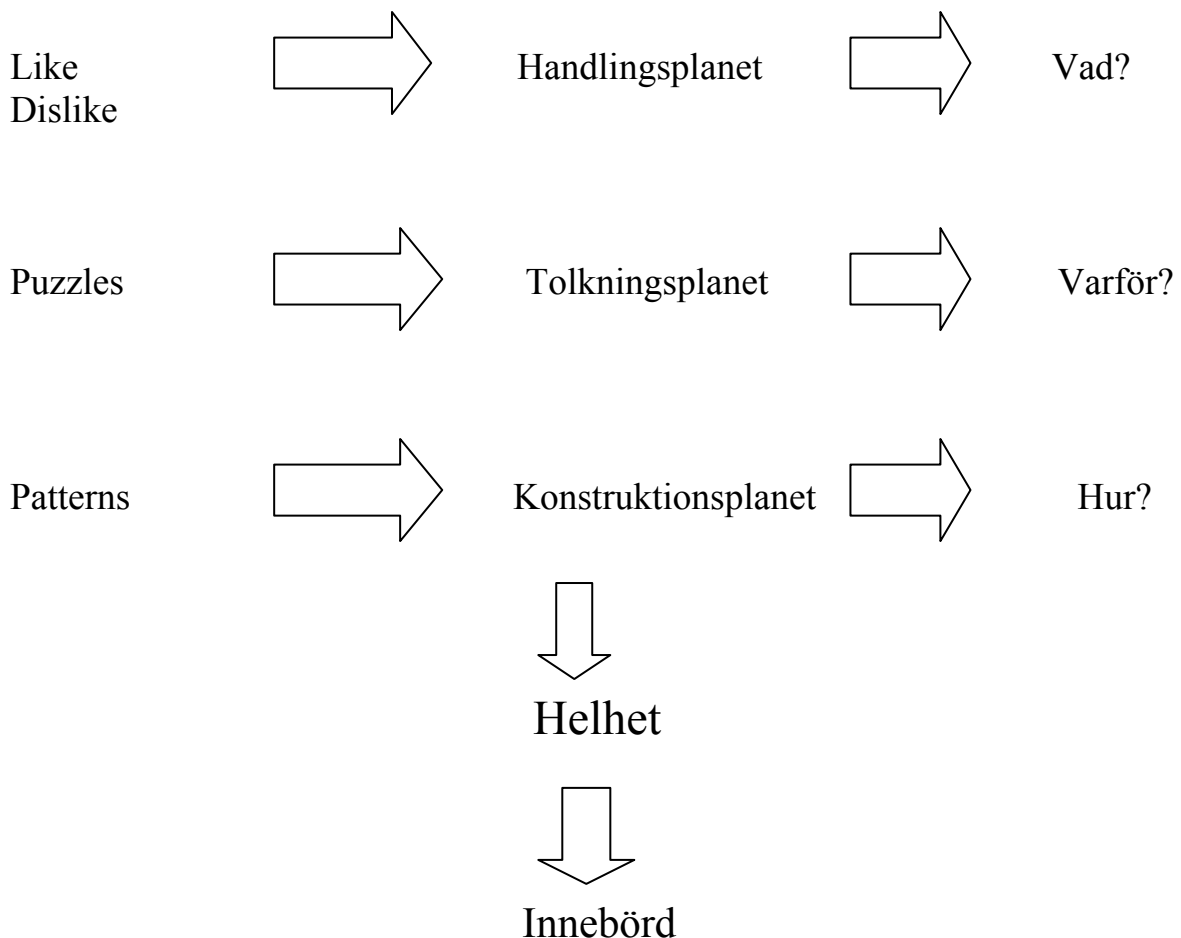 Like
Dislike
Handlingsplanet
Vad?
Puzzles
Tolkningsplanet
Varför?
Patterns
Konstruktionsplanet
Hur?
Helhet
Innebörd